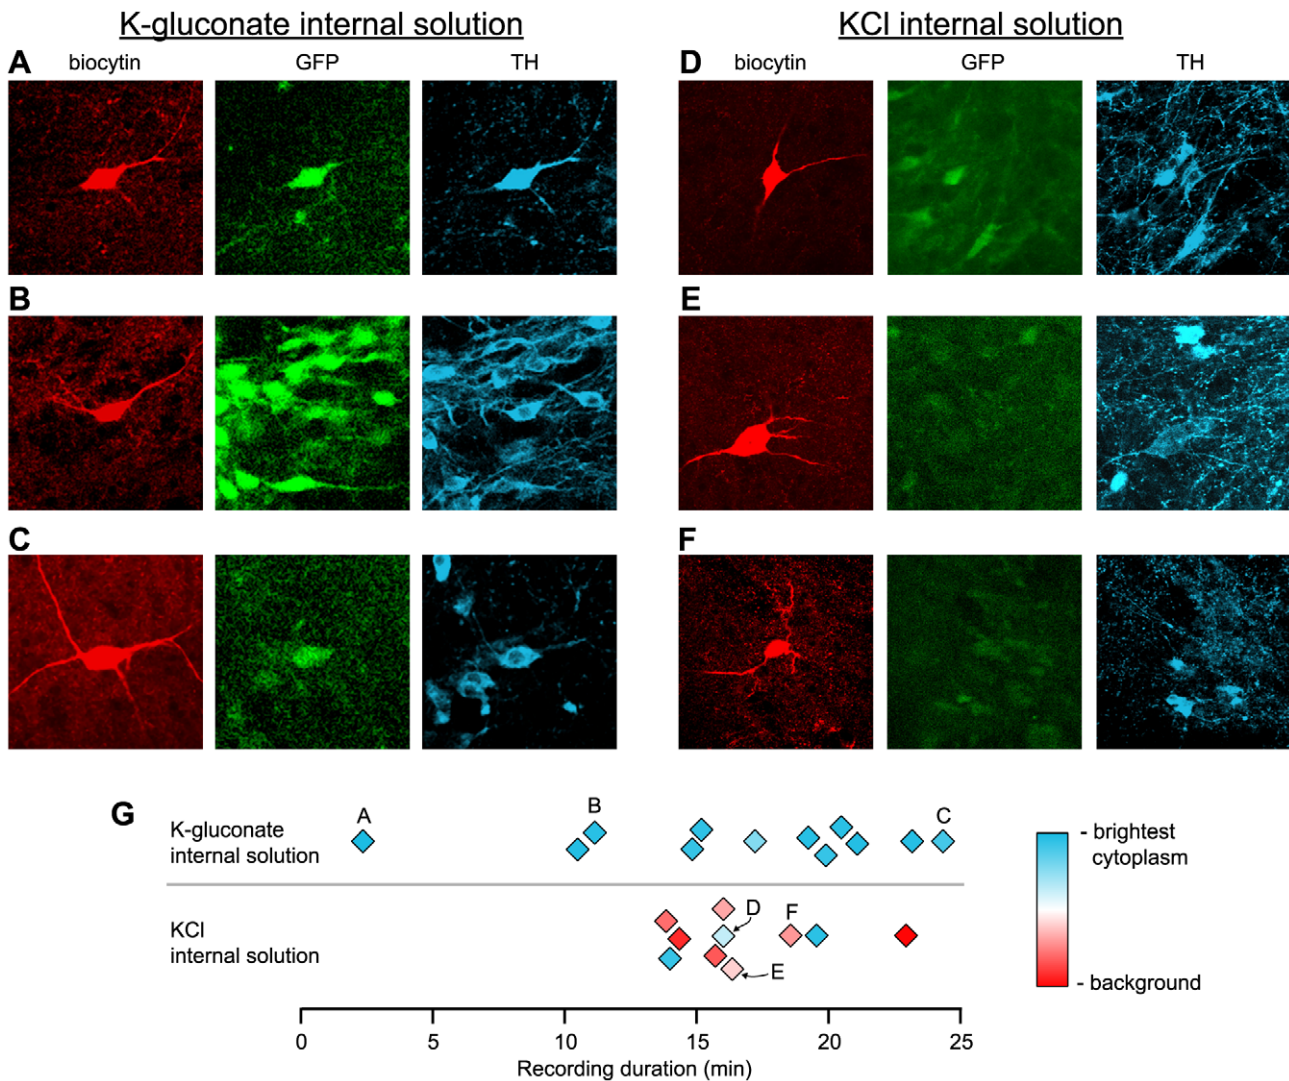 K-gluconate internal solution
KCl internal solution
A
biocytin
GFP
TH
D
biocytin
GFP
TH
B
E
C
F
G
K-gluconate
internal solution
A
B
C
- brightest
cytoplasm
KCl
internal solution
D
F
E
- background
0
5
10
15
20
25
Recording duration (min)